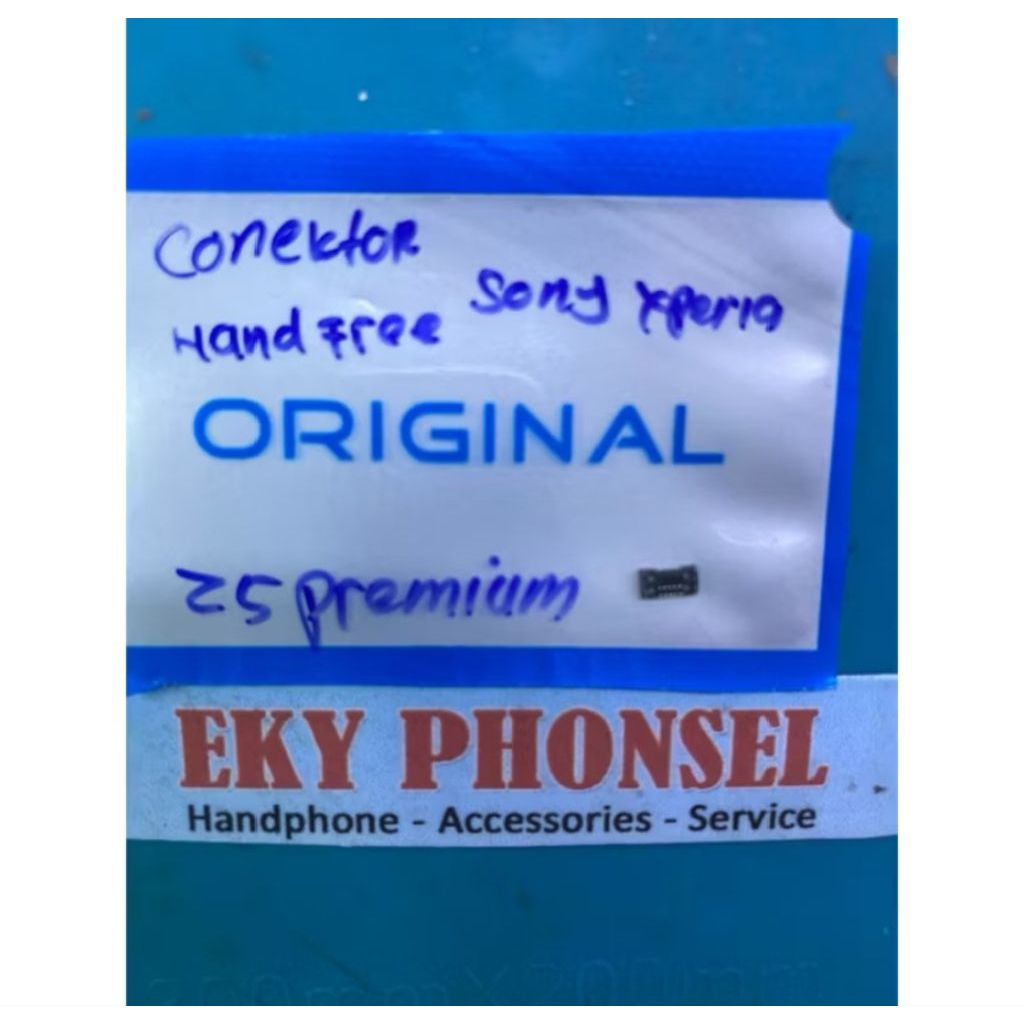 Conektor
Hand Free Sony Xperia
ORIGINAL
Z5 premium
EKY PHONSEL
Handphone - Accessories - Service